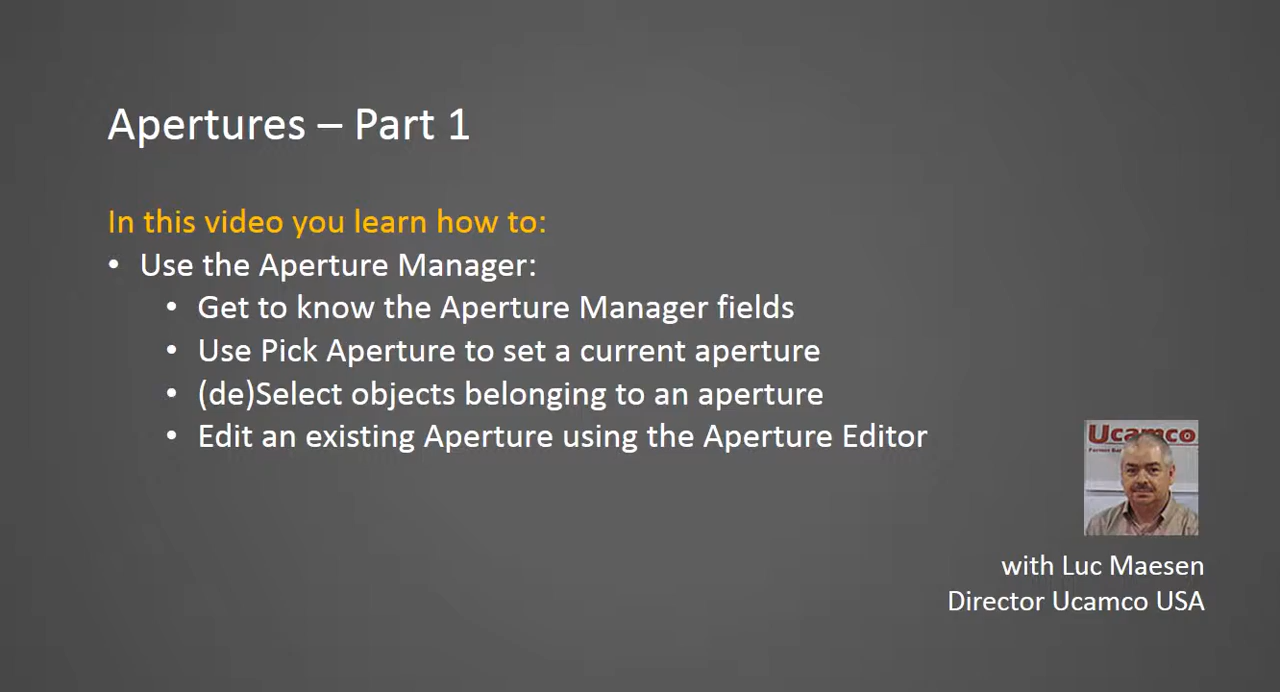 Apertures – Part 1
In this video you learn how to:
• Use the Aperture Manager:
• Get to know the Aperture Manager fields
• Use Pick Aperture to set a current aperture
• (de)Select objects belonging to an aperture
• Edit an existing Aperture using the Aperture Editor
Ucamco
with Luc Maesen
Director Ucamco USA